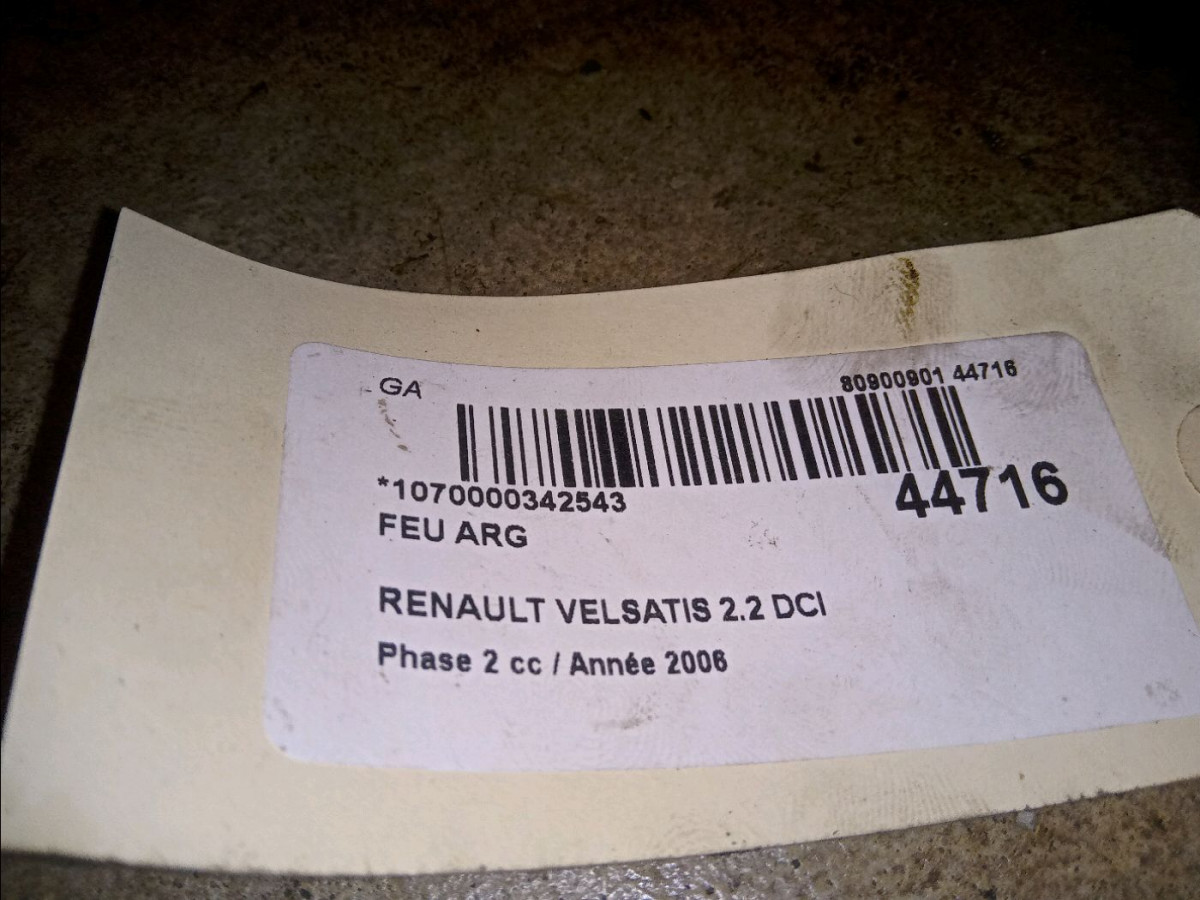 GA
80900901 44716
*1070000342543
44716
FEU ARG
RENAULT VELSATIS 2.2 DCI
Phase 2 cc / Année 2006